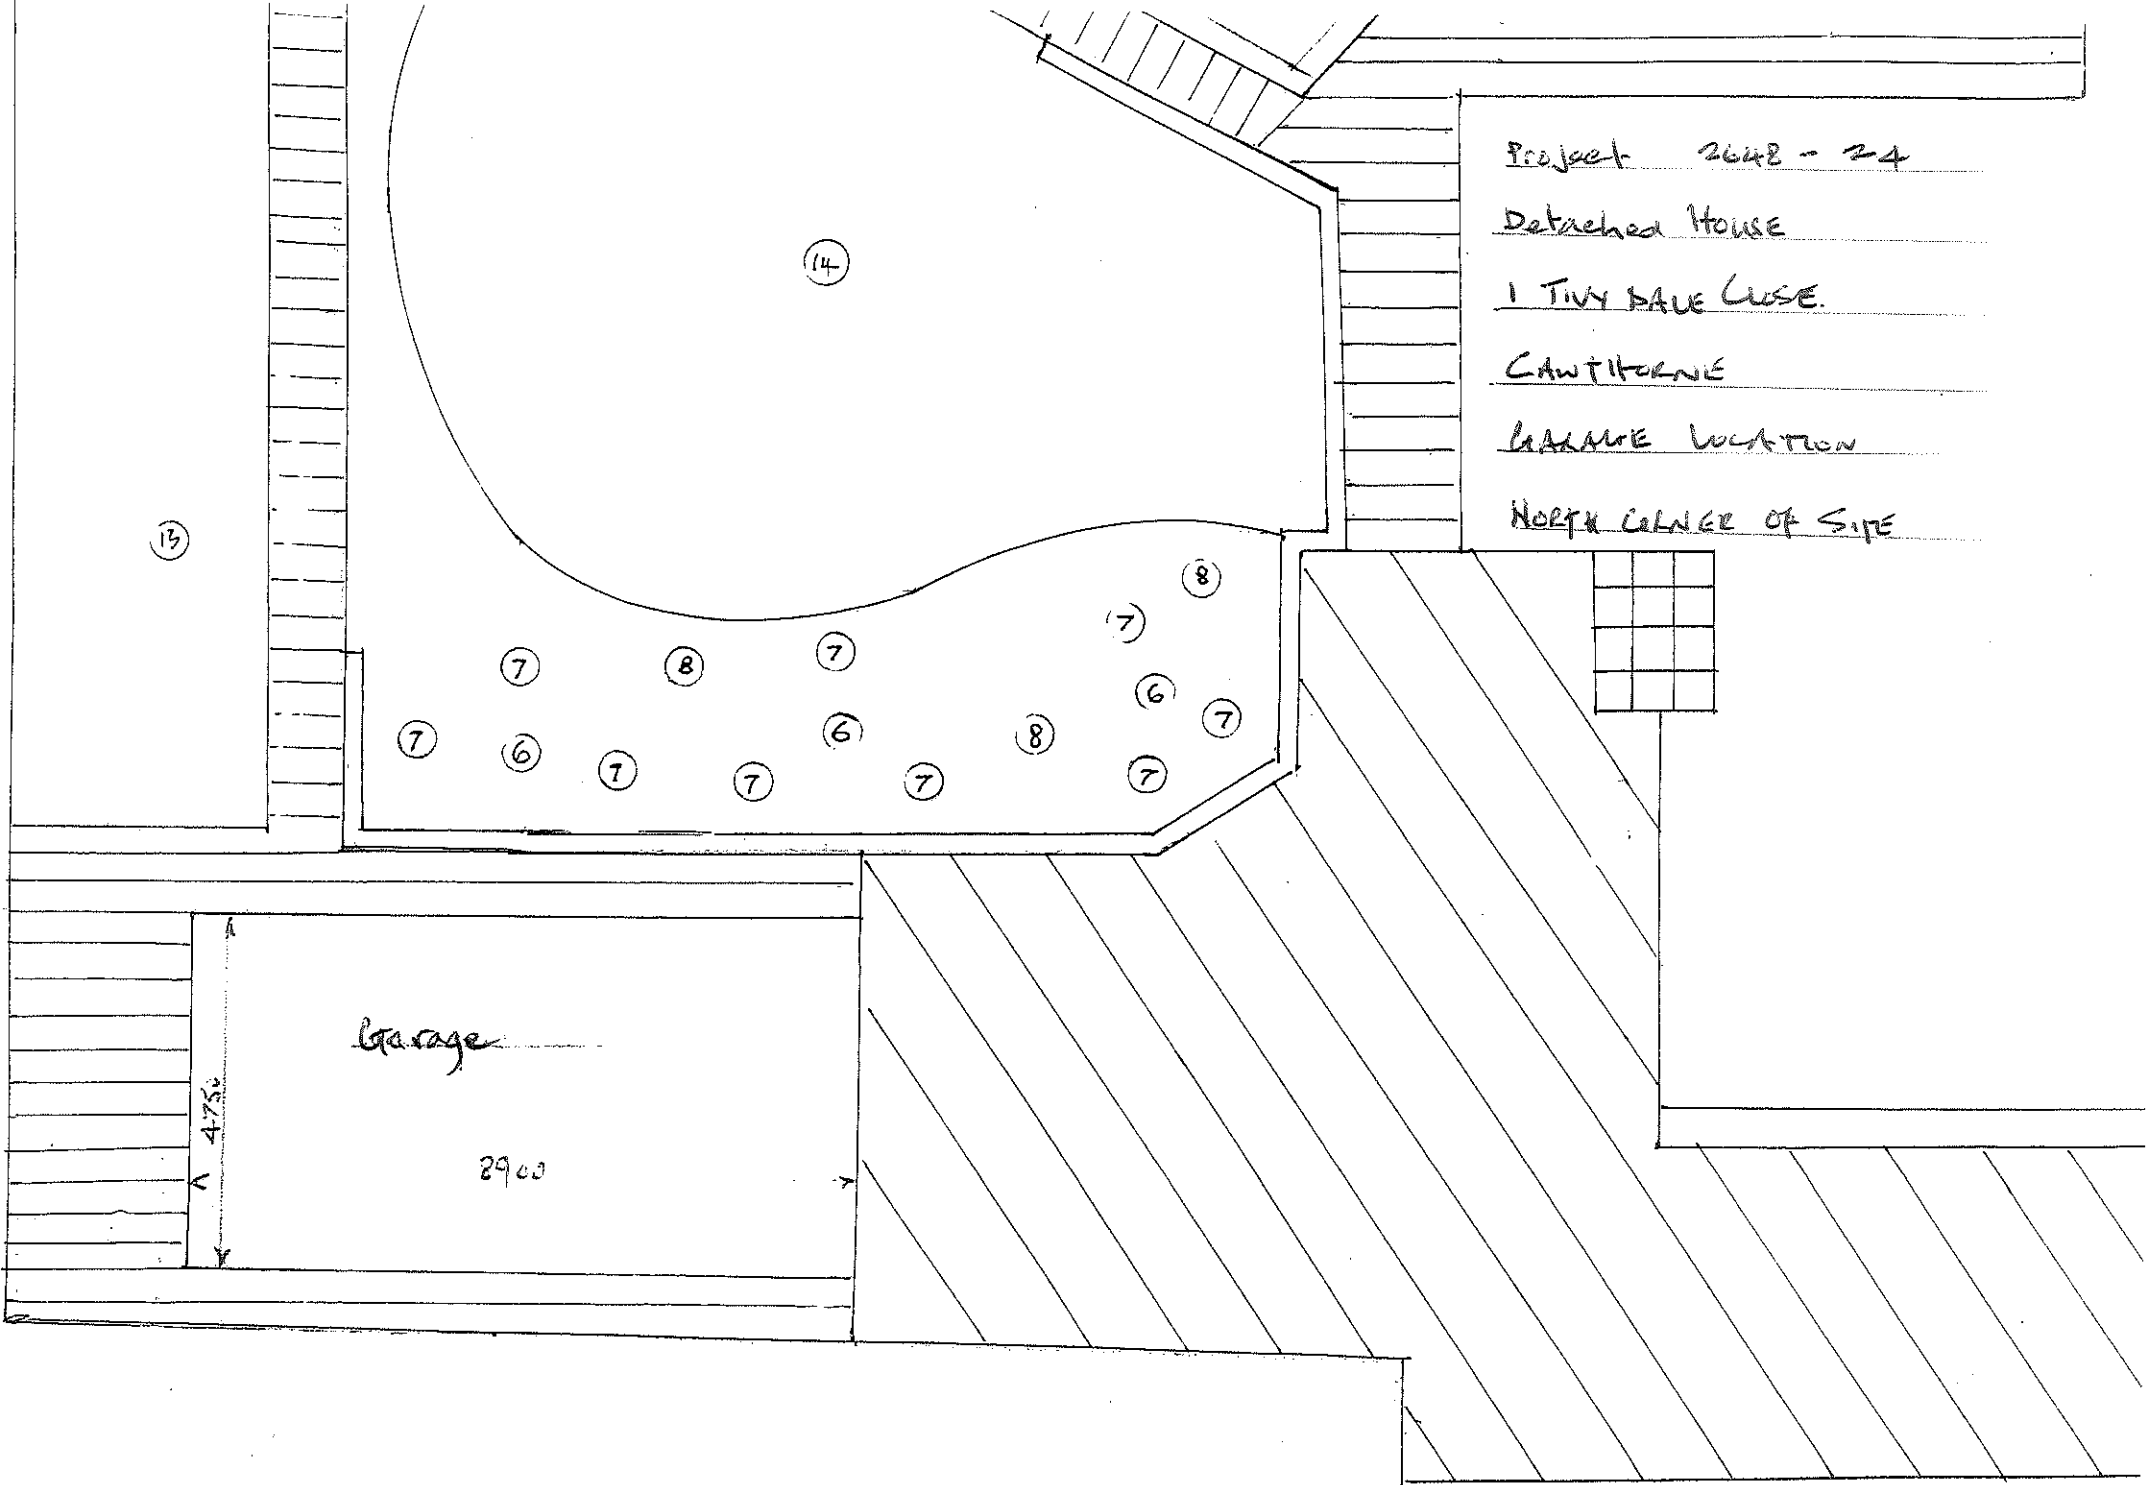 Project 2648 - 24
Detached House
1 TIVY DALE CLOSE.
CAWTHORNE
GARAGE LOCATION
NORTH CORNER OF SITE
14
13
8
7
7
8
7
6
7
7
6
7
7
6
7
8
7
Garage
4750
8900